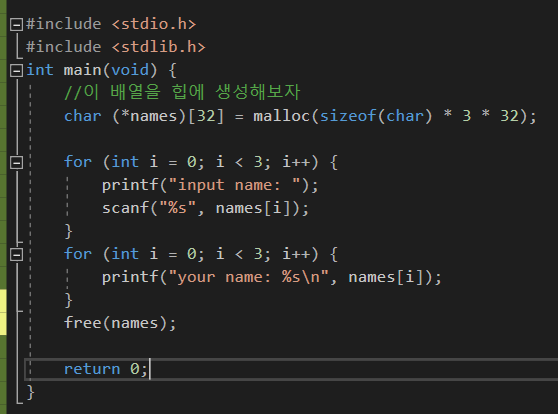 #include <stdio.h>
#include <stdlib.h>
int main(void) {
    //이 배열을 힙에 생성해보자
    char (*names)[32] = malloc(sizeof(char) * 3 * 32);

    for (int i = 0; i < 3; i++) {
        printf("input name: ");
        scanf("%s", names[i]);
    }
    for (int i = 0; i < 3; i++) {
        printf("your name: %s\n", names[i]);
    }
    free(names);

    return 0;
}